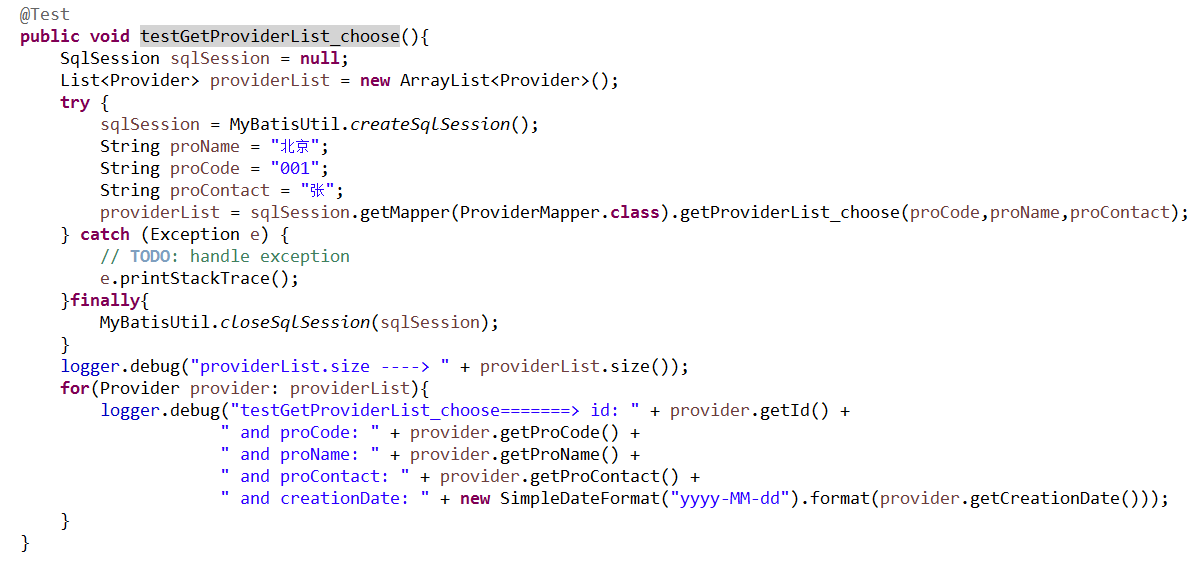 @Test
public void testGetProviderList_choose(){
    SqlSession sqlSession = null;
    List<Provider> providerList = new ArrayList<Provider>();
    try {
        sqlSession = MyBatisUtil.createSqlSession();
        String proName = "北京";
        String proCode = "001";
        String proContact = "张";
        providerList = sqlSession.getMapper(ProviderMapper.class).getProviderList_choose(proCode,proName,proContact);
    } catch (Exception e) {
        // TODO: handle exception
        e.printStackTrace();
    }finally{
        MyBatisUtil.closeSqlSession(sqlSession);
    }
    logger.debug("providerList.size ----> " + providerList.size());
    for(Provider provider: providerList){
        logger.debug("testGetProviderList_choose=======> id: " + provider.getId() +
                    " and proCode: " + provider.getProCode() +
                    " and proName: " + provider.getProName() +
                    " and proContact: " + provider.getProContact() +
                    " and creationDate: " + new SimpleDateFormat("yyyy-MM-dd").format(provider.getCreationDate()));
    }
}